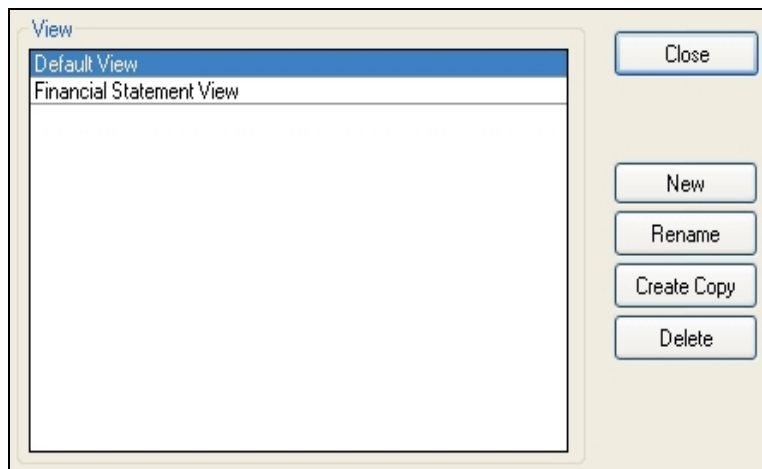 View
Default View
Financial Statement View
Close
New
Rename
Create Copy
Delete